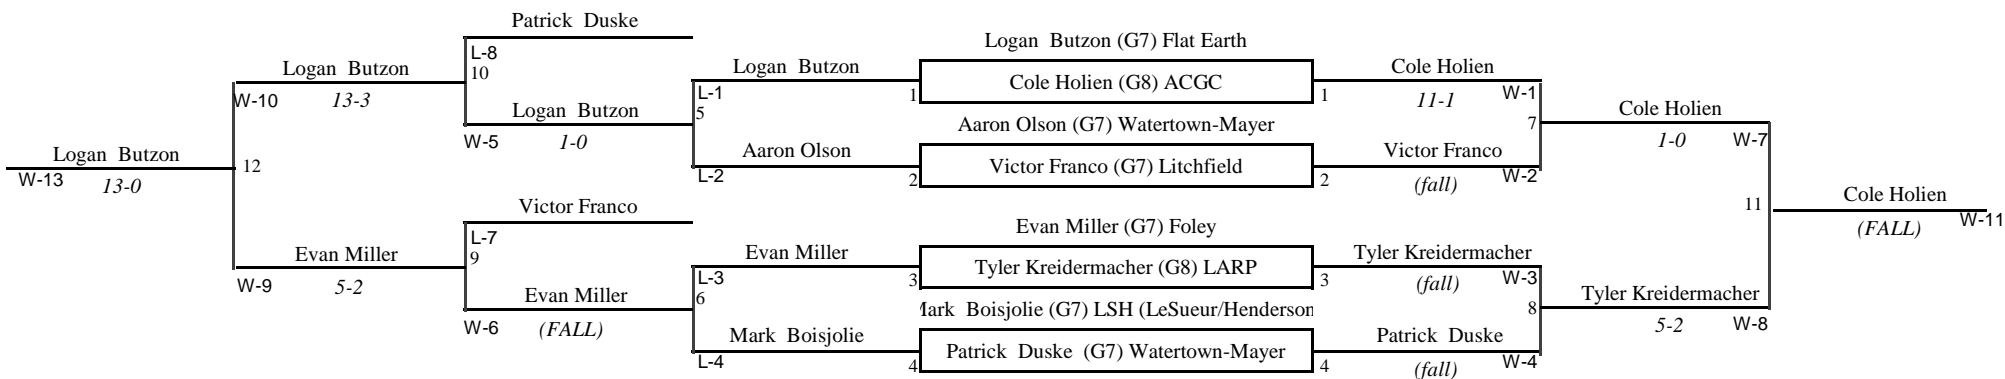 Patrick Duske
L-8
10
Logan Butzon
W-10
13-3
Logan Butzon
W-5
1-0
Logan Butzon
W-13
13-0
12
Victor Franco
L-7
9
Evan Miller
W-9
5-2
Evan Miller
W-6
(FALL)
Logan Butzon
L-1
5
1
Aaron Olson
L-2
2
Evan Miller
L-3
6
3
Mark Boisjolie
L-4
4
Logan Butzon (G7) Flat Earth
Cole Holien (G8) ACGC
Aaron Olson (G7) Watertown-Mayer
Victor Franco (G7) Litchfield
Evan Miller (G7) Foley
Tyler Kreidermacher (G8) LARP
Mark Boisjolie (G7) LSH (LeSueur/Henderson
Patrick Duske (G7) Watertown-Mayer
Cole Holien
1
11-1
W-1
7
Victor Franco
2
(fall)
W-2
Tyler Kreidermacher
3
(fall)
W-3
8
Patrick Duske
4
(fall)
W-4
Cole Holien
1-0
W-7
11
Tyler Kreidermacher
5-2
W-8
Cole Holien
(FALL)
W-11